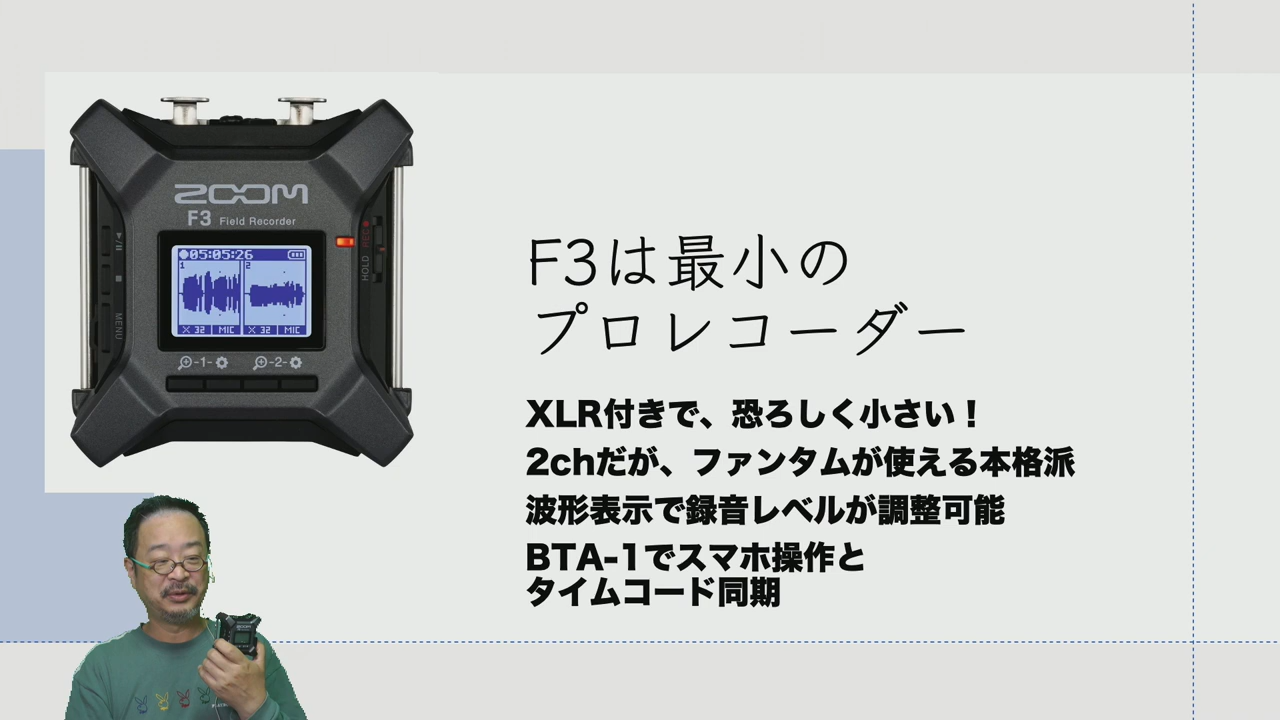 ZOOM
F3 Field Recorder
05:05:26
1 2
× 32 MIC × 32 MIC
-1- -2-
MENU
REC
HOLD
F3は最小の
プロレコーダー
XLR付きで、恐ろしく小さい！
2chだが、ファンタムが使える本格派
波形表示で録音レベルが調整可能
BTA-1でスマホ操作と
タイムコード同期
ZOOM